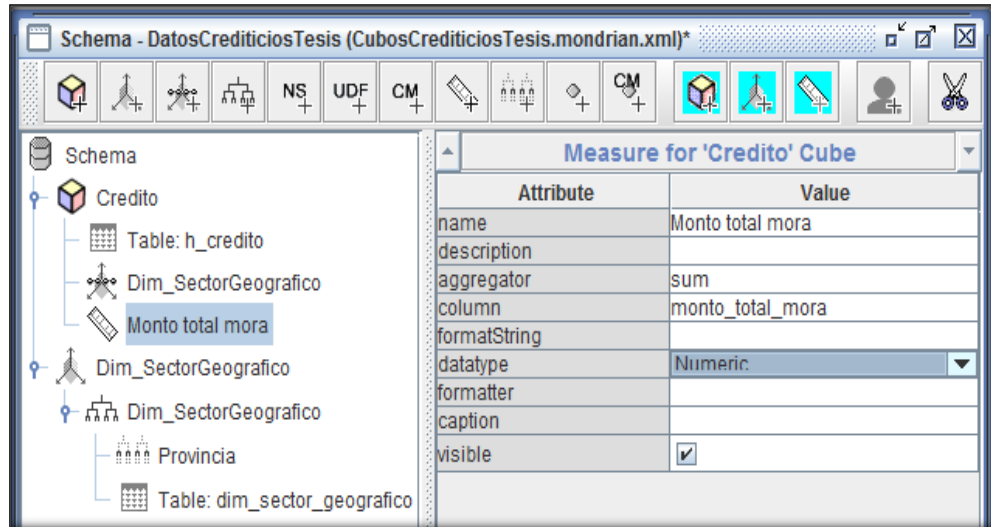 Schema - DatosCrediticiosTesis (CubosCrediticiosTesis.mondrian.xml)*
NS UDF CM CM
Schema
Credito
Table: h_credito
Dim_SectorGeografico
Monto total mora
Dim_SectorGeografico
Dim_SectorGeografico
Provincia
Table: dim_sector_geografico
Measure for 'Credito' Cube
Attribute Value
name Monto total mora
description
aggregator sum
column monto_total_mora
formatString
datatype Numeric
formatter
caption
visible